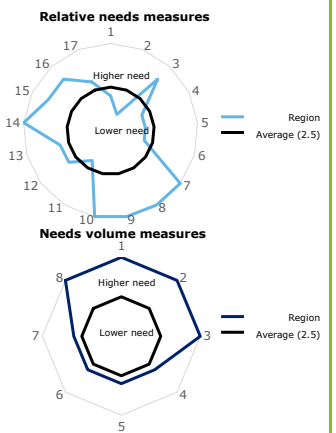 Relative needs measures
1
2
3
4
5
6
7
8
9
10
11
12
13
14
15
16
17
Higher need
Lower need
Region
Average (2.5)
Needs volume measures
1
2
3
4
5
6
7
8
Higher need
Lower need
Region
Average (2.5)